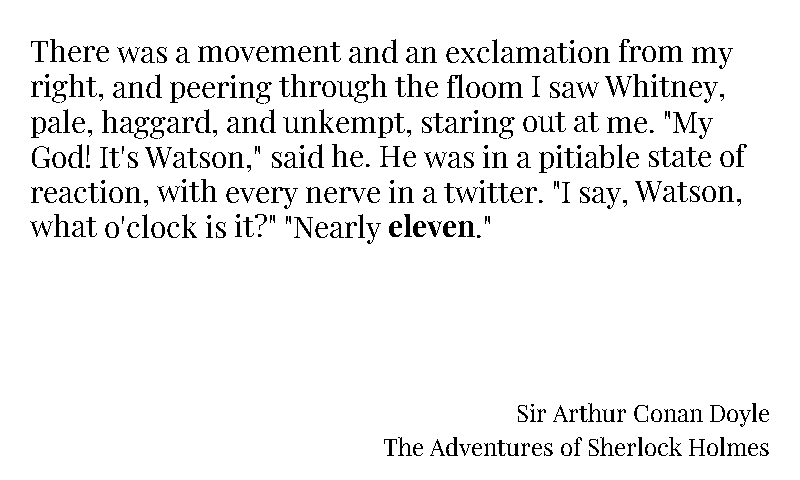 There was a movement and an exclamation from my
right, and peering through the floom I saw Whitney,
pale, haggard, and unkempt, staring out at me. "My
God! It's Watson," said he. He was in a pitiable state of
reaction, with every nerve in a twitter. "I say, Watson,
what o'clock is it?" "Nearly eleven."
Sir Arthur Conan Doyle
The Adventures of Sherlock Holmes